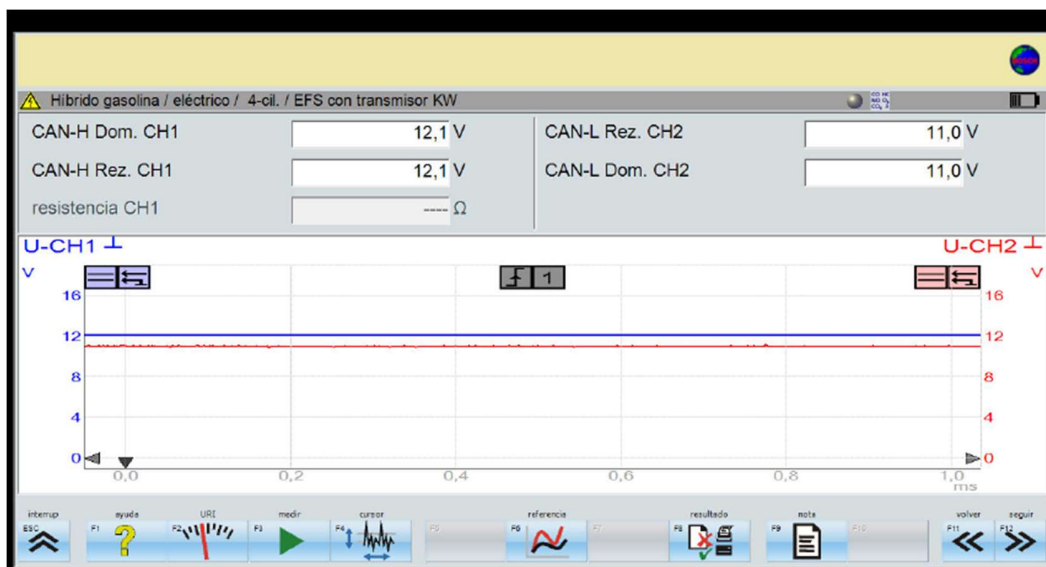 BOSCH
Híbrido gasolina / eléctrico / 4-cil. / EFS con transmisor KW
CAN-H Dom. CH1 12,1 V CAN-L Rez. CH2 11,0 V
CAN-H Rez. CH1 12,1 V CAN-L Dom. CH2 11,0 V
resistencia CH1 ---- Ω
U-CH1 ┴ U-CH2 ┴
V V
1
16 16
12 12
8 8
4 4
0 0
0,0 0,2 0,4 0,6 0,8 1,0
ms
interrup ayuda URI medir cursor referencia resultado nota volver seguir
ESC F1 F2 F3 F4 F5 F6 F7 F8 F9 F10 F11 F12